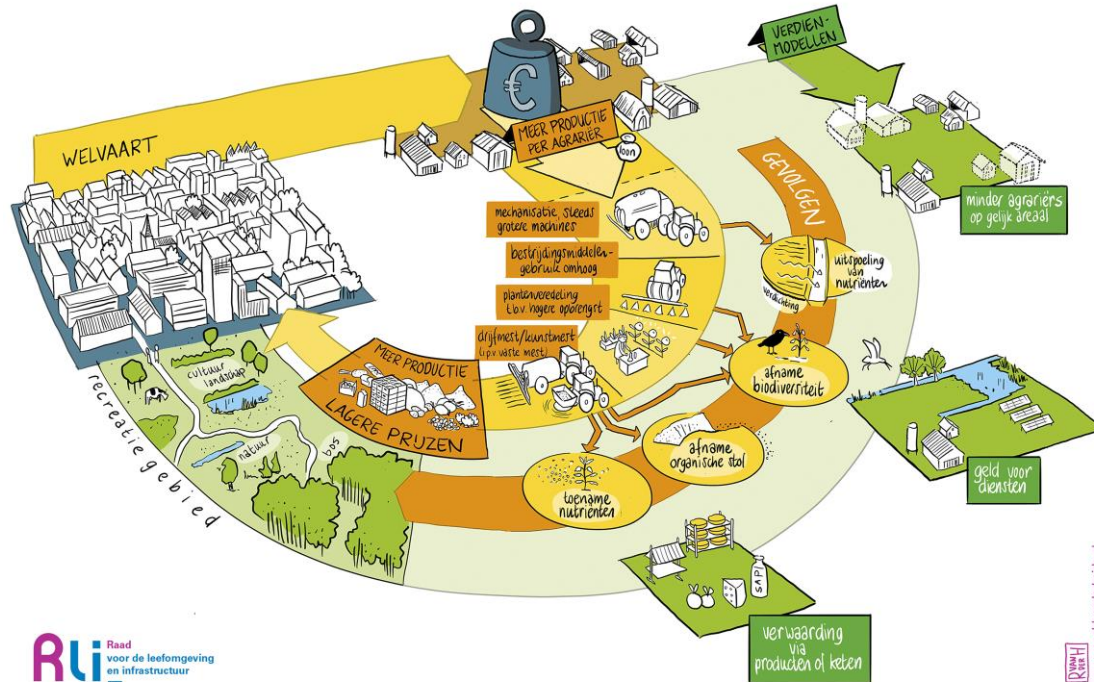 VERDIEN-
MODELLEN
€
WELVAART
MEER PRODUCTIE
PER AGRARIËR
loon
GEVOLGEN
minder agrariërs
op gelijk areaal
mechanisatie, steeds
grotere machines
bestrijdingsmiddelen-
gebruik omhoog
plantenveredeling
t.b.v. hogere opbrengst
drijfmest/kunstmest
(i.p.v. vaste mest)
uitspoeling
van
nutriënten
verdichting
afname
biodiversiteit
MEER PRODUCTIE
LAGERE PRIJZEN
cultuur
landschap
natuur
bos
recreatiegebied
afname
organische stof
toename
nutriënten
geld voor
diensten
SAP
verwaarding
via
producten of keten
Rli Raad
voor de leefomgeving
en infrastructuur